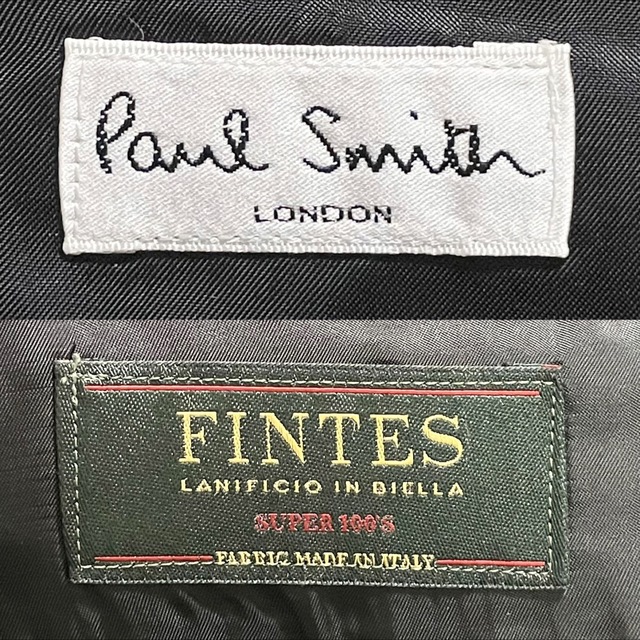 Paul Smith
LONDON
FINTES
LANIFICIO IN BIELLA
SUPER 100'S
FABRIC MADE IN ITALY